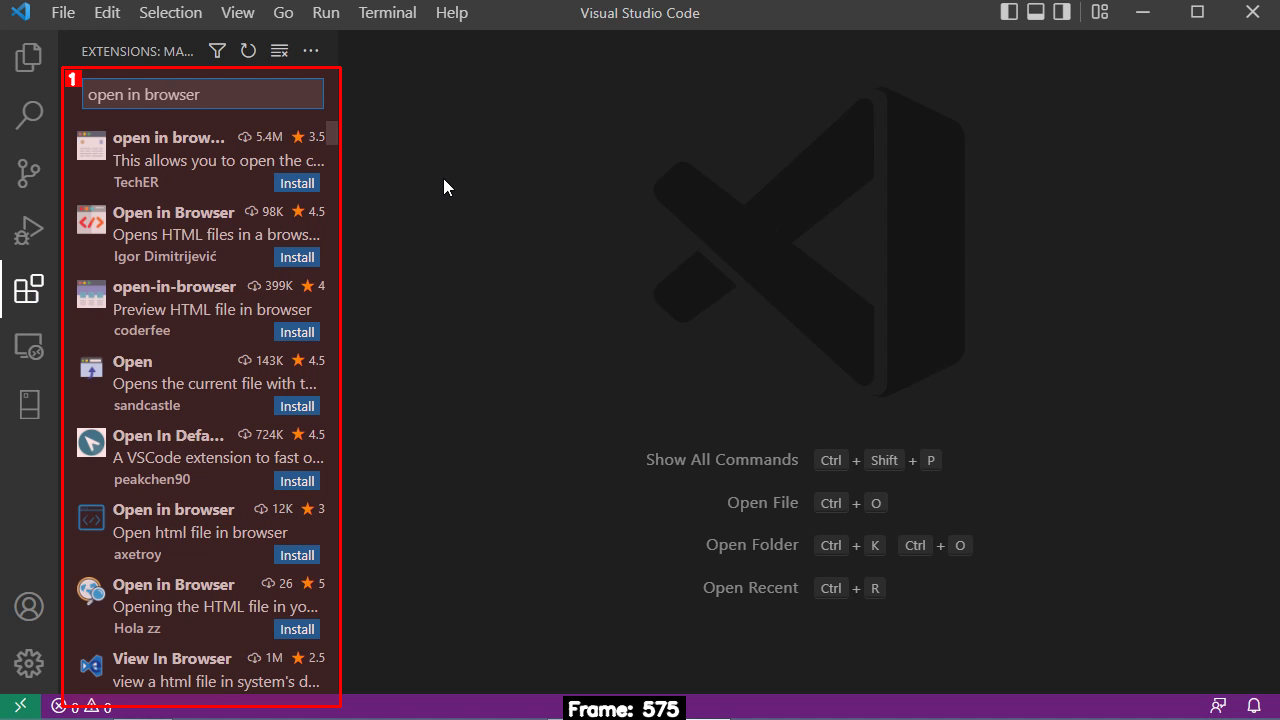 File Edit Selection View Go Run Terminal Help Visual Studio Code
EXTENSIONS: MA...
1
open in browser
open in brow... 5.4M 3.5
This allows you to open the c...
TechER Install
Open in Browser 98K 4.5
Opens HTML files in a brows...
Igor Dimitrijević Install
open-in-browser 399K 4
Preview HTML file in browser
coderfee Install
Open 143K 4.5
Opens the current file with t...
sandcastle Install
Open In Defa... 724K 4.5
A VSCode extension to fast o...
peakchen90 Install
Open in browser 12K 3
Open html file in browser
axetroy Install
Open in Browser 26 5
Opening the HTML file in yo...
Hola zz Install
View In Browser 1M 2.5
view a html file in system's d...
Show All Commands Ctrl + Shift + P
Open File Ctrl + O
Open Folder Ctrl + K Ctrl + O
Open Recent Ctrl + R
0 0
Frame: 575